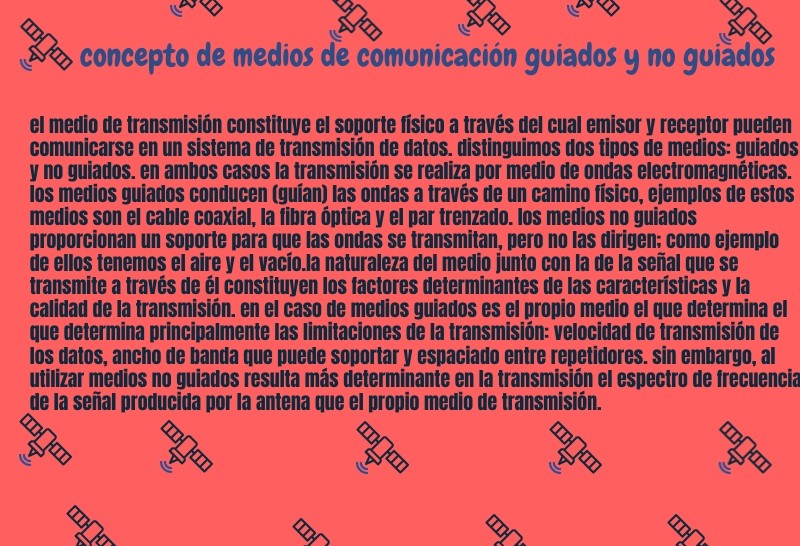 concepto de medios de comunicación guiados y no guiados
el medio de transmisión constituye el soporte físico a través del cual emisor y receptor pueden
comunicarse en un sistema de transmisión de datos. distinguimos dos tipos de medios: guiados
y no guiados. en ambos casos la transmisión se realiza por medio de ondas electromagnéticas.
los medios guiados conducen (guían) las ondas a través de un camino físico, ejemplos de estos
medios son el cable coaxial, la fibra óptica y el par trenzado. los medios no guiados
proporcionan un soporte para que las ondas se transmitan, pero no las dirigen; como ejemplo
de ellos tenemos el aire y el vacío.la naturaleza del medio junto con la de la señal que se
transmite a través de él constituyen los factores determinantes de las características y la
calidad de la transmisión. en el caso de medios guiados es el propio medio el que determina el
que determina principalmente las limitaciones de la transmisión: velocidad de transmisión de
los datos, ancho de banda que puede soportar y espaciado entre repetidores. sin embargo, al
utilizar medios no guiados resulta más determinante en la transmisión el espectro de frecuencia
de la señal producida por la antena que el propio medio de transmisión.